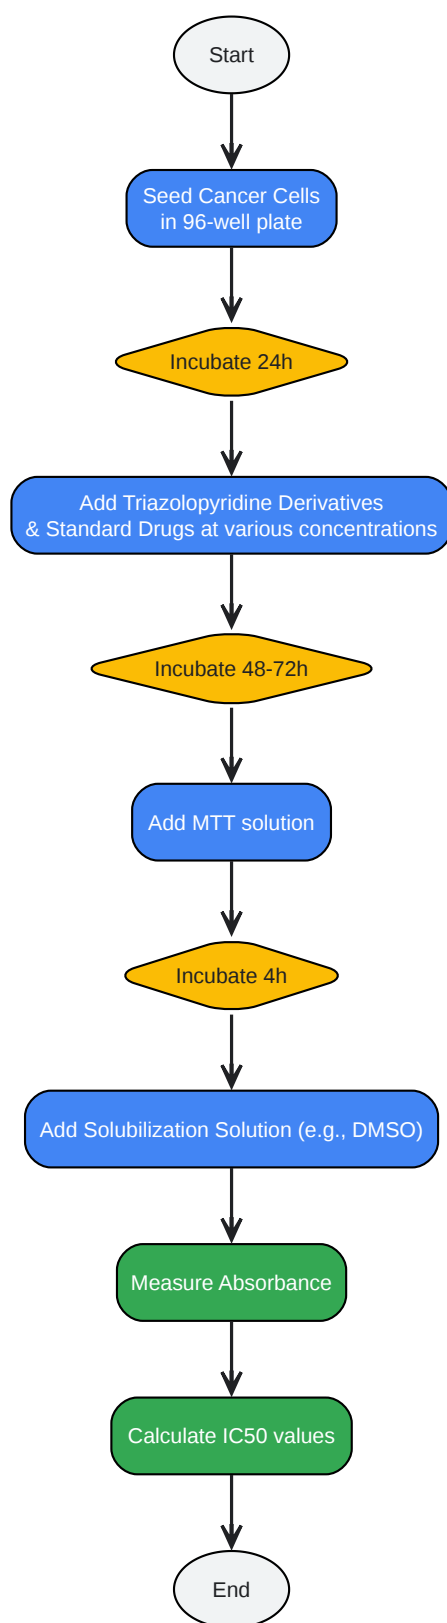 Start
Seed Cancer Cells
in 96-well plate
Incubate 24h
Add Triazolopyridine Derivatives
& Standard Drugs at various concentrations
Incubate 48-72h
Add MTT solution
Incubate 4h
Add Solubilization Solution (e.g., DMSO)
Measure Absorbance
Calculate IC50 values
End